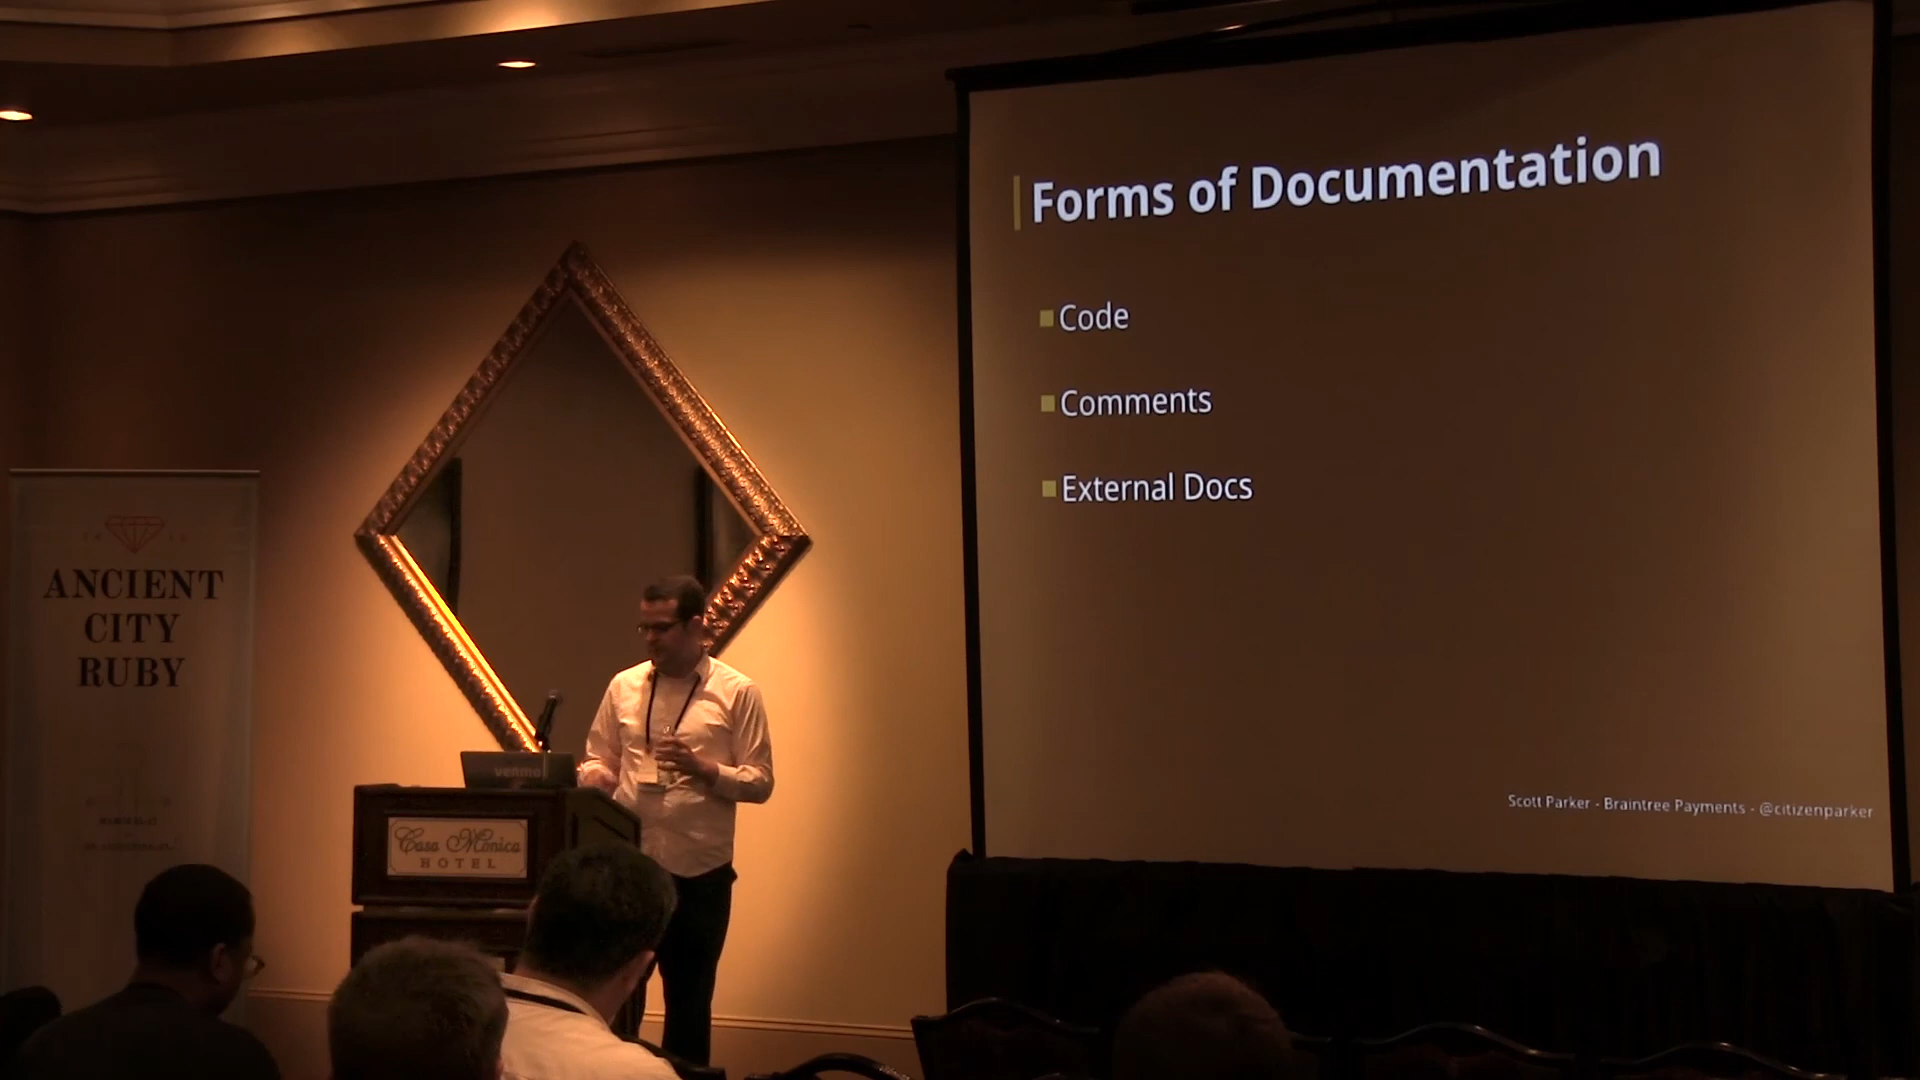 Forms of Documentation
Code
Comments
External Docs
Scott Parker - Braintree Payments - @citizenparker
ANCIENT
CITY
RUBY
Casa Monica
HOTEL